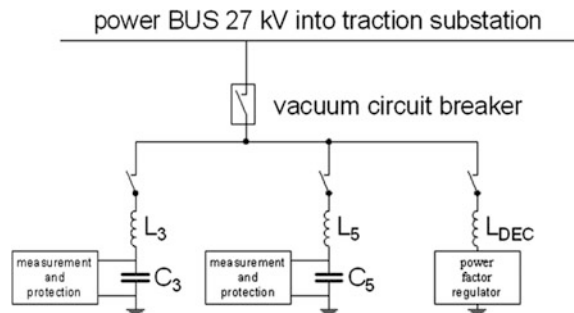 power BUS 27 kV into traction substation
vacuum circuit breaker
L3
L5
LDEC
measurement
and
protection
C3
measurement
and
protection
C5
power
factor
regulator